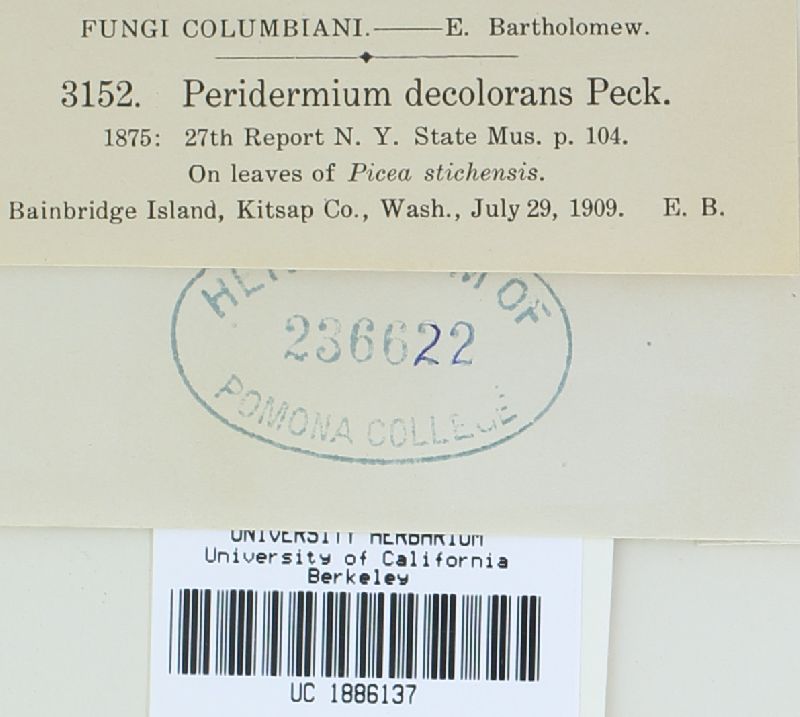 FUNGI COLUMBIANI.——E. Bartholomew.
3152. Peridermium decolorans Peck.
1875: 27th Report N. Y. State Mus. p. 104.
On leaves of Picea stichensis.
Bainbridge Island, Kitsap Co., Wash., July 29, 1909. E. B.
OF
236622
POMONA COLLEGE
UNIVERSITY HERBARIUM
University of California
Berkeley
UC 1886137